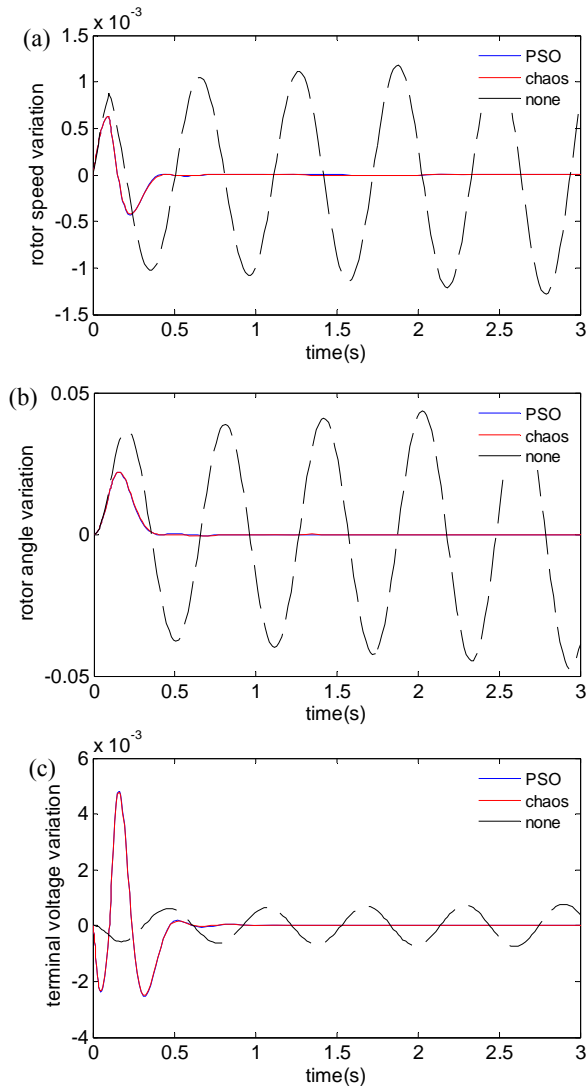 (a)
x 10⁻³
1.5
1
0.5
0
-0.5
-1
-1.5
rotor speed variation
PSO
chaos
none
0 0.5 1 1.5 2 2.5 3
time(s)
(b)
0.05
0
-0.05
rotor angle variation
PSO
chaos
none
0 0.5 1 1.5 2 2.5 3
time(s)
(c)
x 10⁻³
6
4
2
0
-2
-4
terminal voltage variation
PSO
chaos
none
0 0.5 1 1.5 2 2.5 3
time(s)